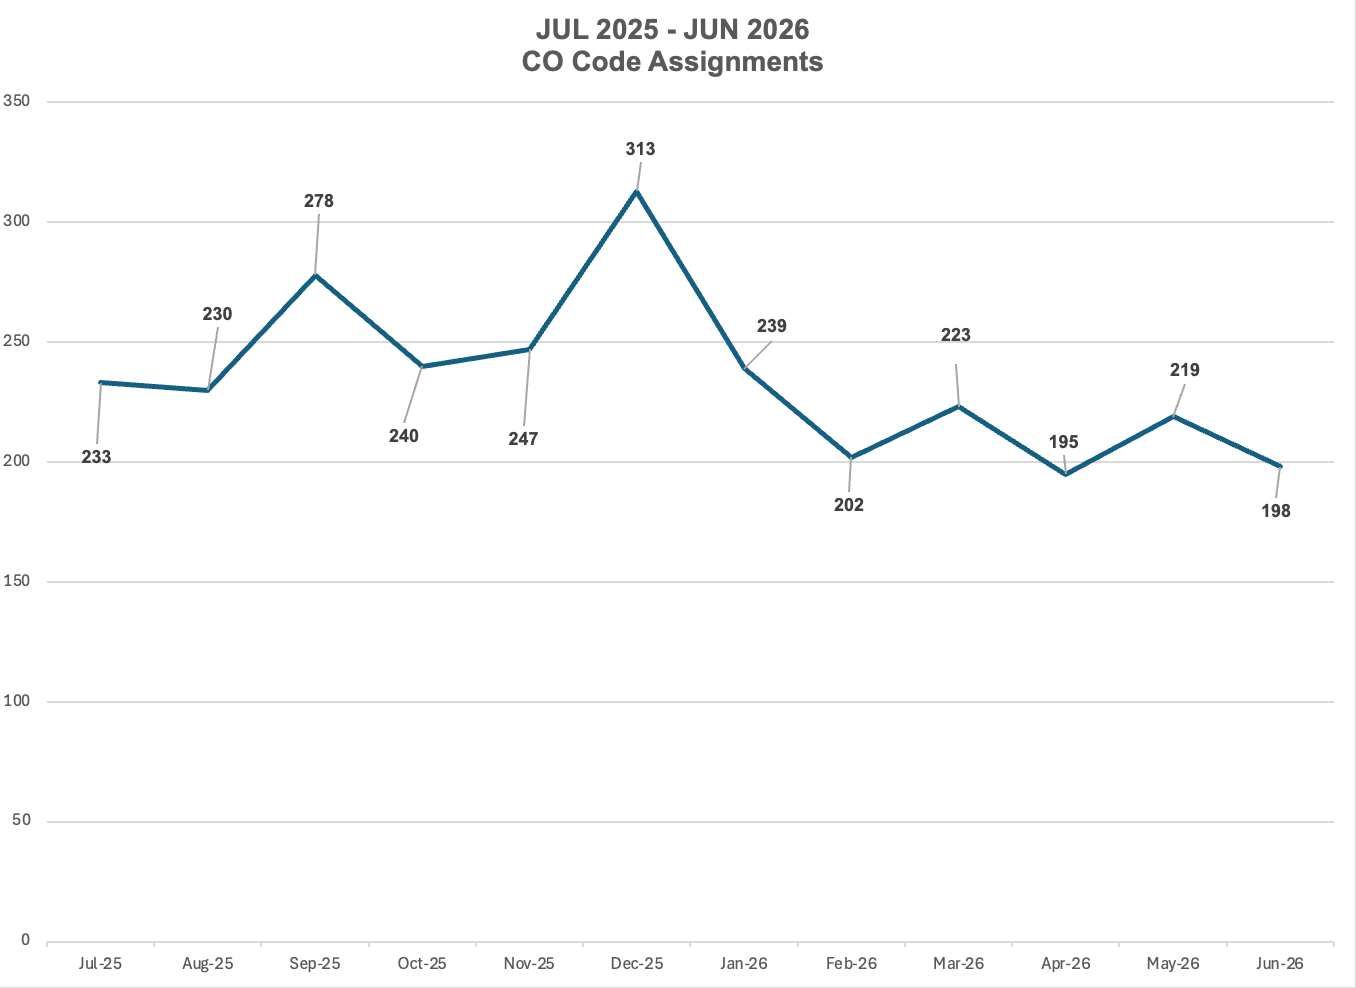 JUL 2025 - JUN 2026
CO Code Assignments
350
300
250
200
150
100
50
0
233
230
278
240
247
313
239
202
223
195
219
198
Jul-25
Aug-25
Sep-25
Oct-25
Nov-25
Dec-25
Jan-26
Feb-26
Mar-26
Apr-26
May-26
Jun-26